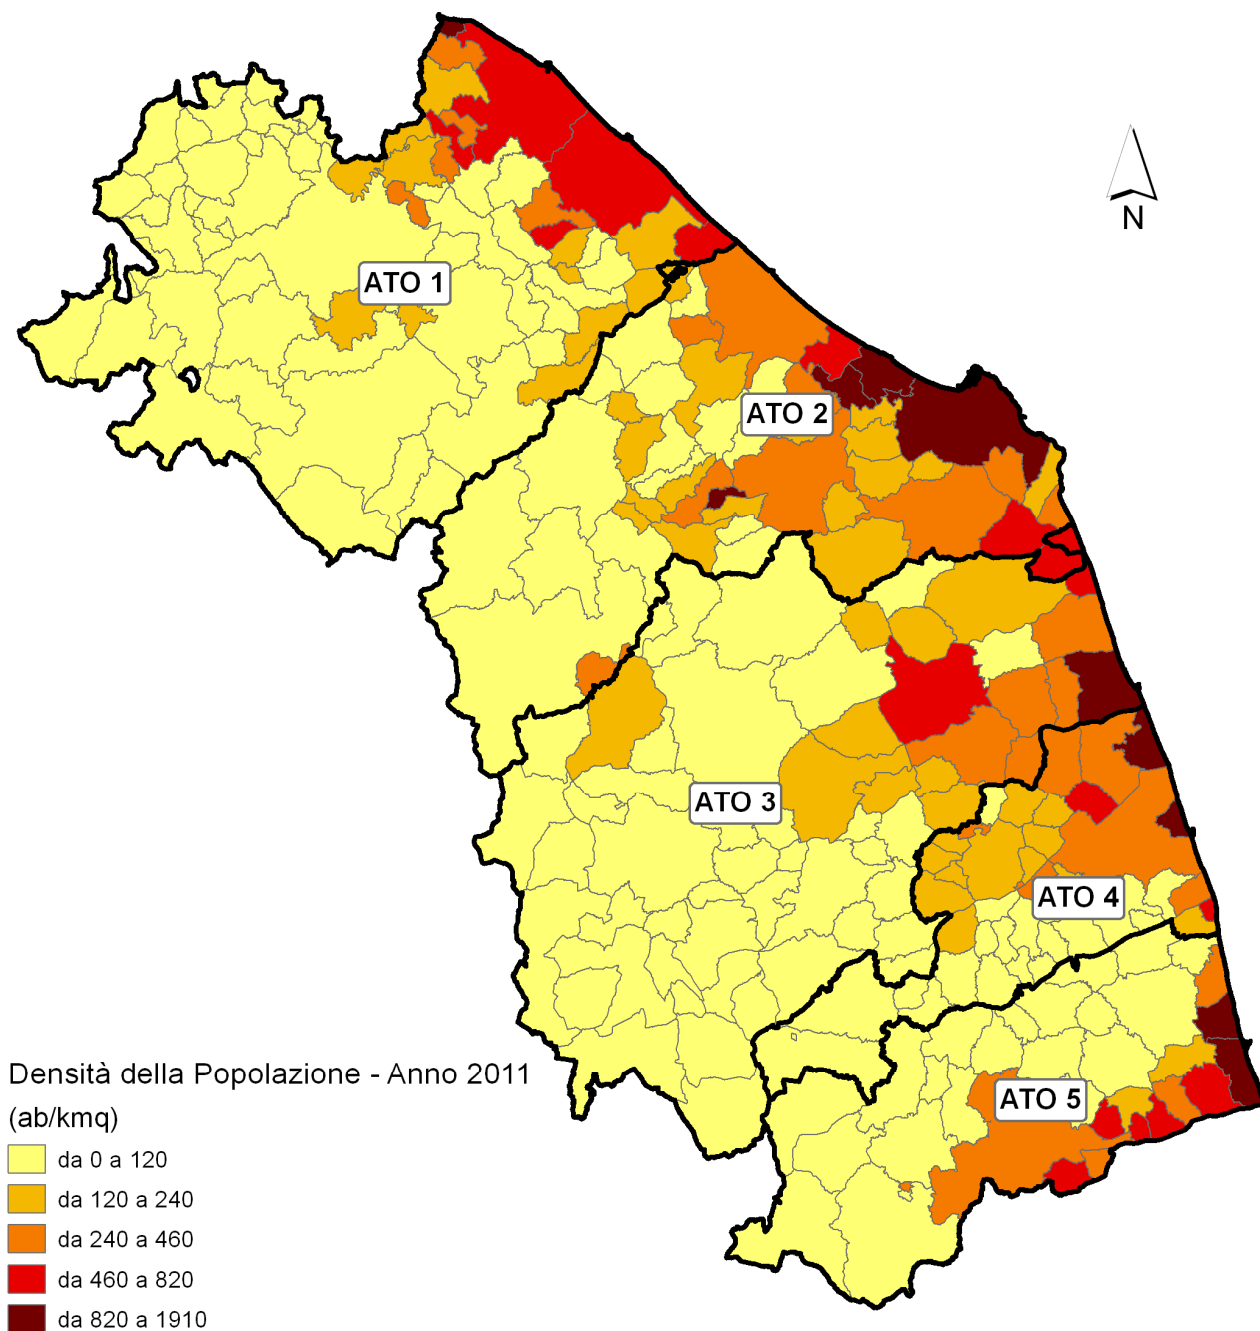 N
ATO 1
ATO 2
ATO 3
ATO 4
ATO 5
Densità della Popolazione - Anno 2011
(ab/kmq)
da 0 a 120
da 120 a 240
da 240 a 460
da 460 a 820
da 820 a 1910